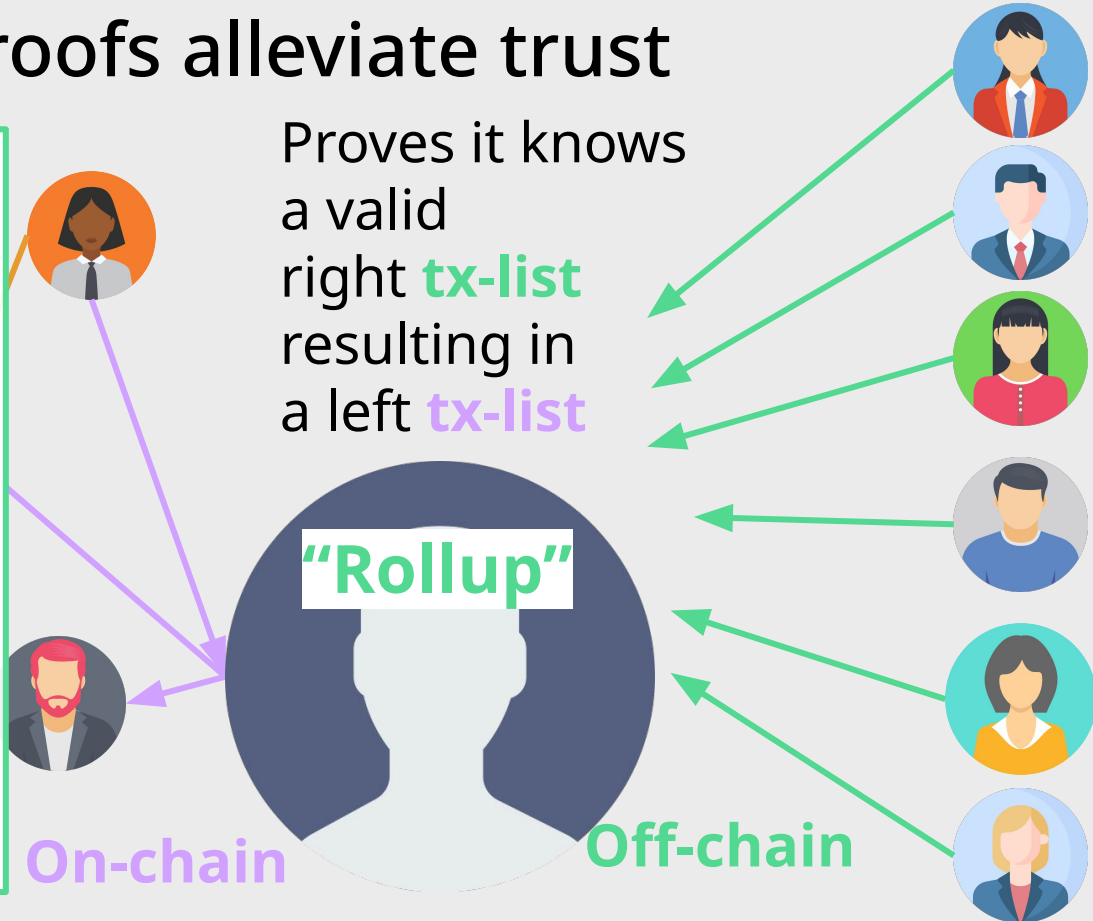 roofs alleviate trust
Proves it knows
a valid
right tx-list
resulting in
a left tx-list
“Rollup”
On-chain
Off-chain